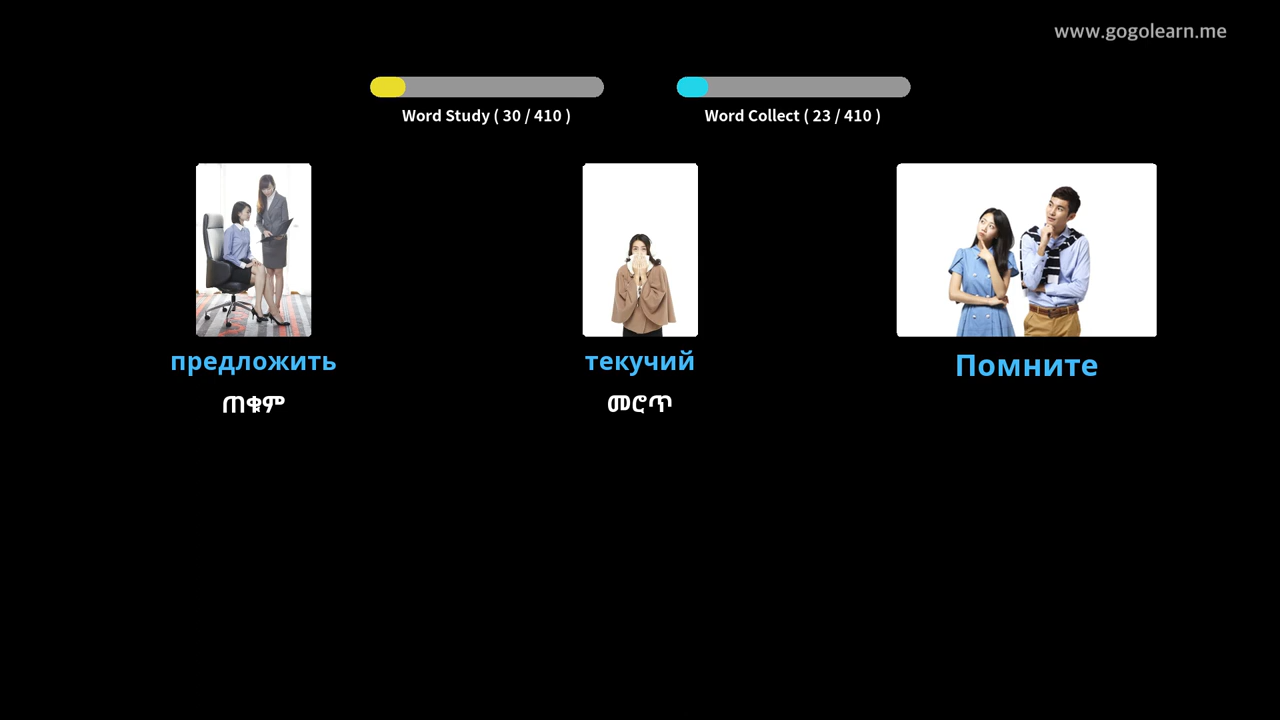 www.gogolearn.me
Word Study ( 30 / 410 )
Word Collect ( 23 / 410 )
предложить
текучий
Помните
ጠቁም
መሮጥ